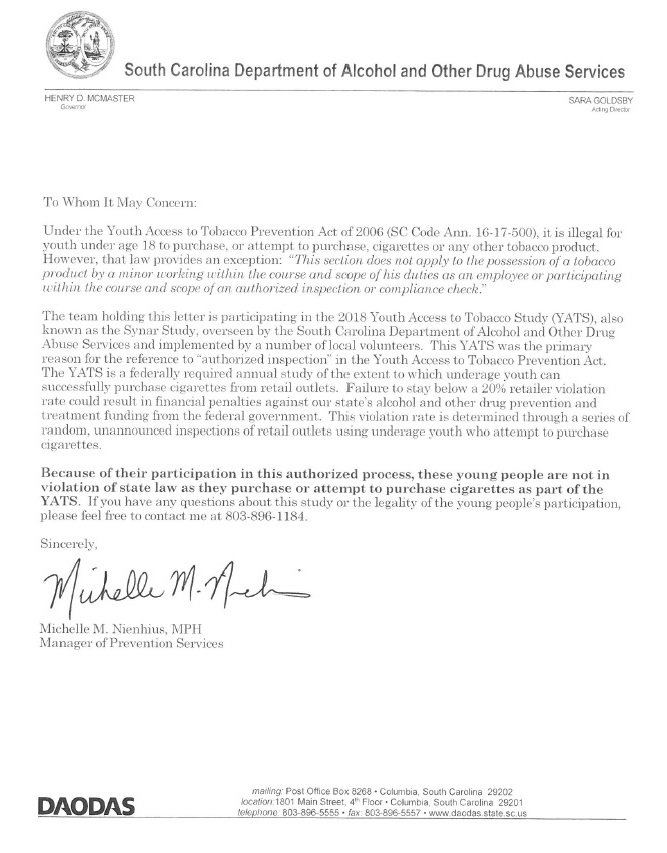 South Carolina Department of Alcohol and Other Drug Abuse Services
HENRY D. MCMASTER
Governor
SARA GOLDSBY
Acting Director
To Whom It May Concern:
Under the Youth Access to Tobacco Prevention Act of 2006 (SC Code Ann. 16-17-500), it is illegal for
youth under age 18 to purchase, or attempt to purchase, cigarettes or any other tobacco product.
However, that law provides an exception: "This section does not apply to the possession of a tobacco
product by a minor working within the course and scope of his duties as an employee or participating
within the course and scope of an authorized inspection or compliance check."
The team holding this letter is participating in the 2018 Youth Access to Tobacco Study (YATS), also
known as the Synar Study, overseen by the South Carolina Department of Alcohol and Other Drug
Abuse Services and implemented by a number of local volunteers. This YATS was the primary
reason for the reference to "authorized inspection" in the Youth Access to Tobacco Prevention Act.
The YATS is a federally required annual study of the extent to which underage youth can
successfully purchase cigarettes from retail outlets. Failure to stay below a 20% retailer violation
rate could result in financial penalties against our state's alcohol and other drug prevention and
treatment funding from the federal government. This violation rate is determined through a series of
random, unannounced inspections of retail outlets using underage youth who attempt to purchase
cigarettes.
Because of their participation in this authorized process, these young people are not in
violation of state law as they purchase or attempt to purchase cigarettes as part of the
YATS. If you have any questions about this study or the legality of the young people's participation,
please feel free to contact me at 803-896-1184.
Sincerely,
Michelle M. Nienhius, MPH
Manager of Prevention Services
DAODAS
mailing: Post Office Box 8268 • Columbia, South Carolina 29202
location: 1801 Main Street, 4th Floor • Columbia, South Carolina 29201
telephone: 803-896-5555 • fax: 803-896-5557 • www.daodas.state.sc.us